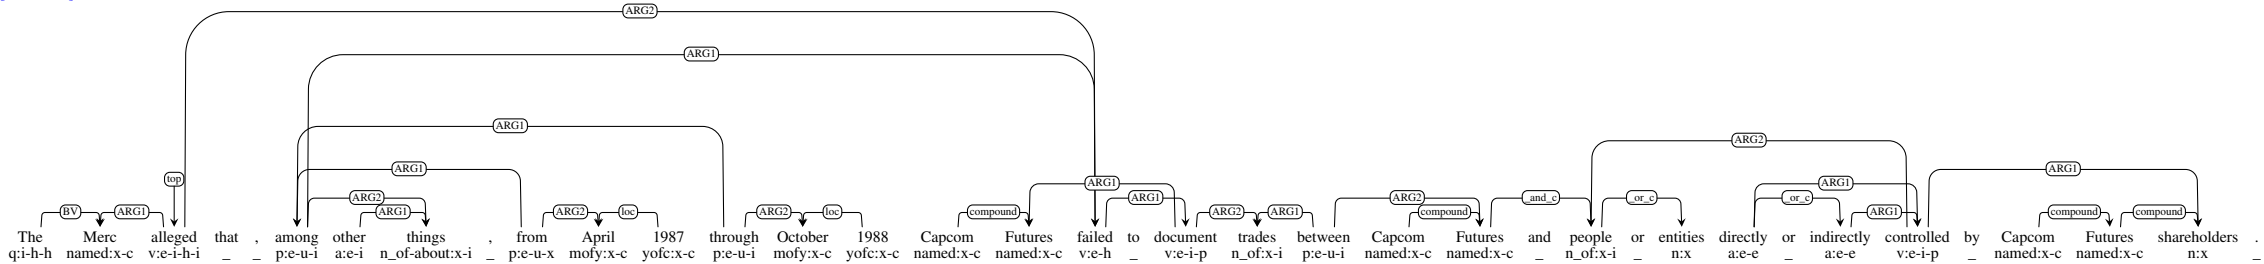 ARG2
ARG1
ARG1
ARG2
top ARG1 ARG1
ARG2 ARG1 ARG1 ARG2 _and_c _or_c ARG1
BV ARG1 ARG1 ARG2 loc ARG2 loc compound ARG2 ARG1 compound _or_c ARG1 compound compound
The Merc alleged that , among other things , from April 1987 through October 1988 Capcom Futures failed to document trades between Capcom Futures and people or entities directly or indirectly controlled by Capcom Futures shareholders .
q:i-h-h named:x-c v:e-i-h-i _ _ p:e-u-i a:e-i n_of-about:x-i _ p:e-u-x mofy:x-c yofc:x-c p:e-u-i mofy:x-c yofc:x-c named:x-c named:x-c v:e-h _ v:e-i-p n_of:x-i p:e-u-i named:x-c named:x-c _ n_of:x-i _ n:x a:e-e _ a:e-e v:e-i-p _ named:x-c named:x-c n:x _